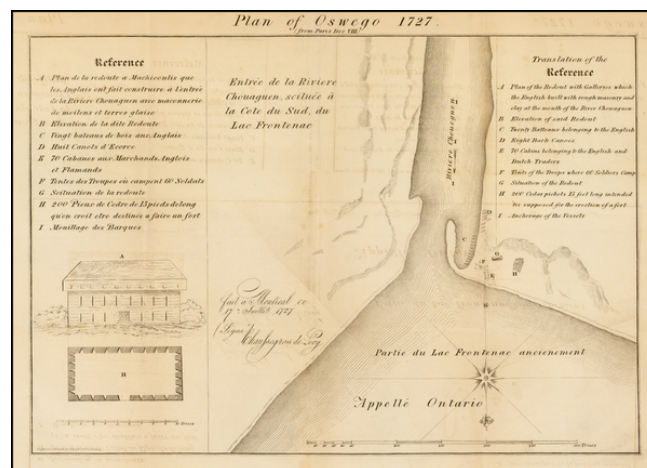 Plan of Oswego 1727.
(from Paris Doc. VIII.)
Reference
A Plan de la redoute a Machicoulis que
les Anglais ont fait construire a l'entrée
de la Riviere Chouaguen avec maconnerie
de moilons et terres glaise
B Elevation de la dite Redoute
C Vingt bateaux de bois aux Anglais
D Huit Canots d'Ecorce
E 70 Cabanes aux Marchands Anglois
et Flamands
F Tentes des Troupes où campent 60 Soldats
G Scituation de la redoute
H 200 Pieux de Cedre de 15 pieds de long
qu'on croit etre destinés a faire un fort
I Mouillage des Barques
Entrée de la Riviere
Chouaguen, scituée à
la Cote du Sud, du
Lac Frontenac
Translation of the
Reference
A Plan of the Redout with Galleries which
the English built with rough masonry and
clay at the mouth of the River Chouaguen
B Elevation of said Redout
C Twenty Batteaux belonging to the English
D Eight Bark Canoes
E 70 Cabins belonging to the English and
Dutch Traders
F Tents of the Troops where 60 Soldiers Camp
G Situation of the Redout
H 200 Cedar pickets 15 feet long intended
'tis supposed for the erection of a fort
I Anchorage of the Vessels
Riviere Chouaguen
A
B
C
F
E
G
H
fait a Montreal ce
17e Juillet 1727
(Signé) Chaussegros de Lery
Partie du Lac Frontenac anciennement
Appellé Ontario